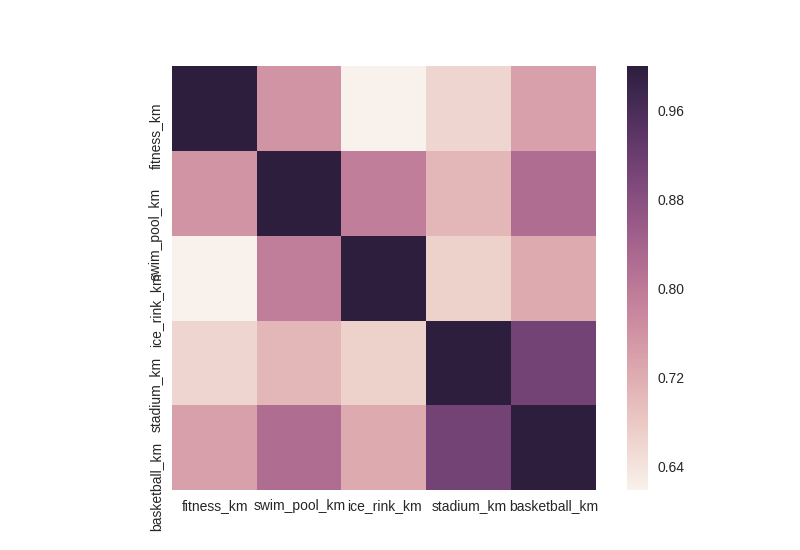 fitness_km
swim_pool_km
ice_rink_km
stadium_km
basketball_km
fitness_km swim_pool_km ice_rink_km stadium_km basketball_km
0.96
0.88
0.80
0.72
0.64